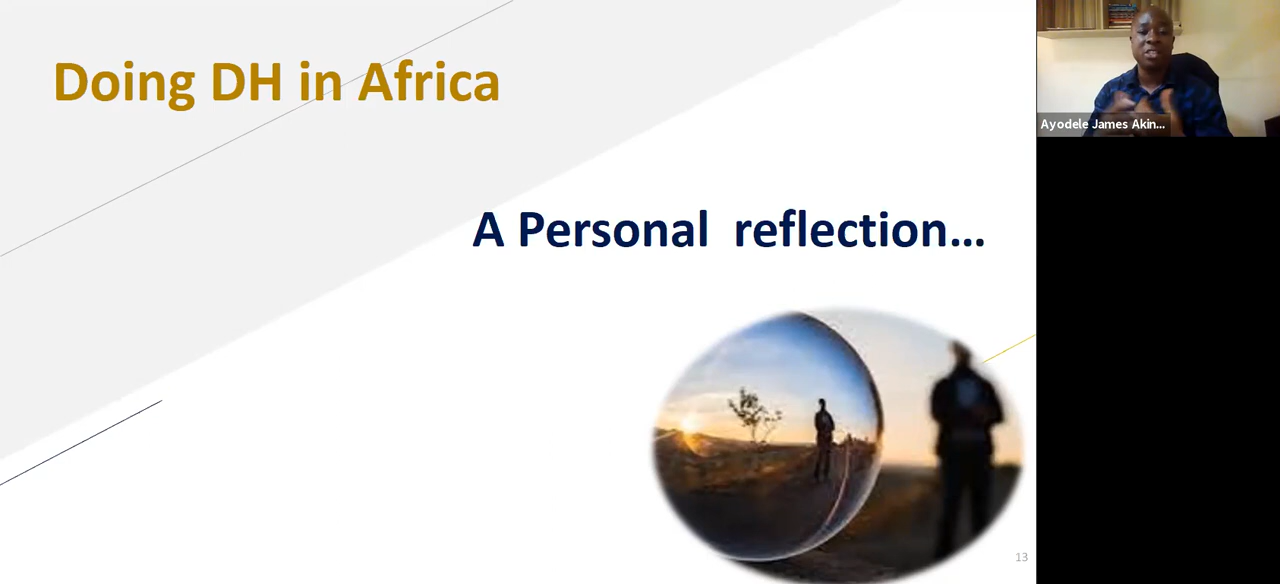 Doing DH in Africa
A Personal reflection...
Ayodele James Akin...
13